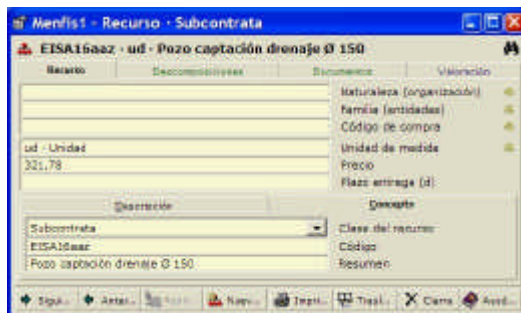 Menfis1 - Recurso - Subcontrata
EISA16aaz - ud - Pozo captación drenaje Ø 150
Recurso Descomposiciones Documentos Valoración
Naturaleza (organización)
Familia (entidades)
Código de compra
ud - Unidad Unidad de medida
321,78 Precio
Plazo entrega (d)
Descripción Concepto
Subcontrata Clase del recurso
EISA16aaz Código
Pozo captación drenaje Ø 150 Resumen
Sigui... Anter... Nuev... Impri... Trasl... Cerra